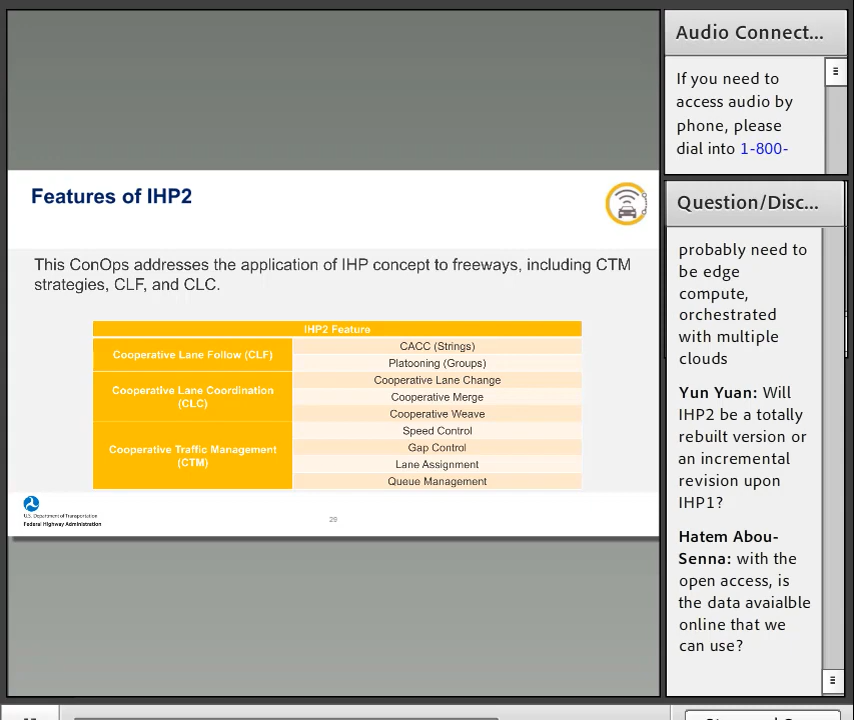 Features of IHP2
This ConOps addresses the application of IHP concept to freeways, including CTM
strategies, CLF, and CLC.
IHP2 Feature
Cooperative Lane Follow (CLF)
CACC (Strings)
Platooning (Groups)
Cooperative Lane Coordination
(CLC)
Cooperative Lane Change
Cooperative Merge
Cooperative Weave
Cooperative Traffic Management
(CTM)
Speed Control
Gap Control
Lane Assignment
Queue Management
U.S. Department of Transportation
Federal Highway Administration
29
Audio Connect...
If you need to
access audio by
phone, please
dial into 1-800-
Question/Disc...
probably need to
be edge
compute,
orchestrated
with multiple
clouds
Yun Yuan: Will
IHP2 be a totally
rebuilt version or
an incremental
revision upon
IHP1?
Hatem Abou-
Senna: with the
open access, is
the data avaialble
online that we
can use?